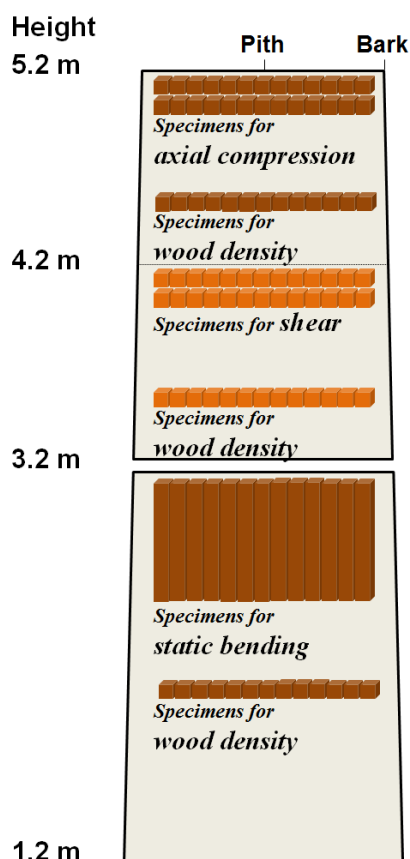 Height
Pith Bark
5.2 m
Specimens for
axial compression
Specimens for
wood density
4.2 m
Specimens for shear
Specimens for
wood density
3.2 m
Specimens for
static bending
Specimens for
wood density
1.2 m